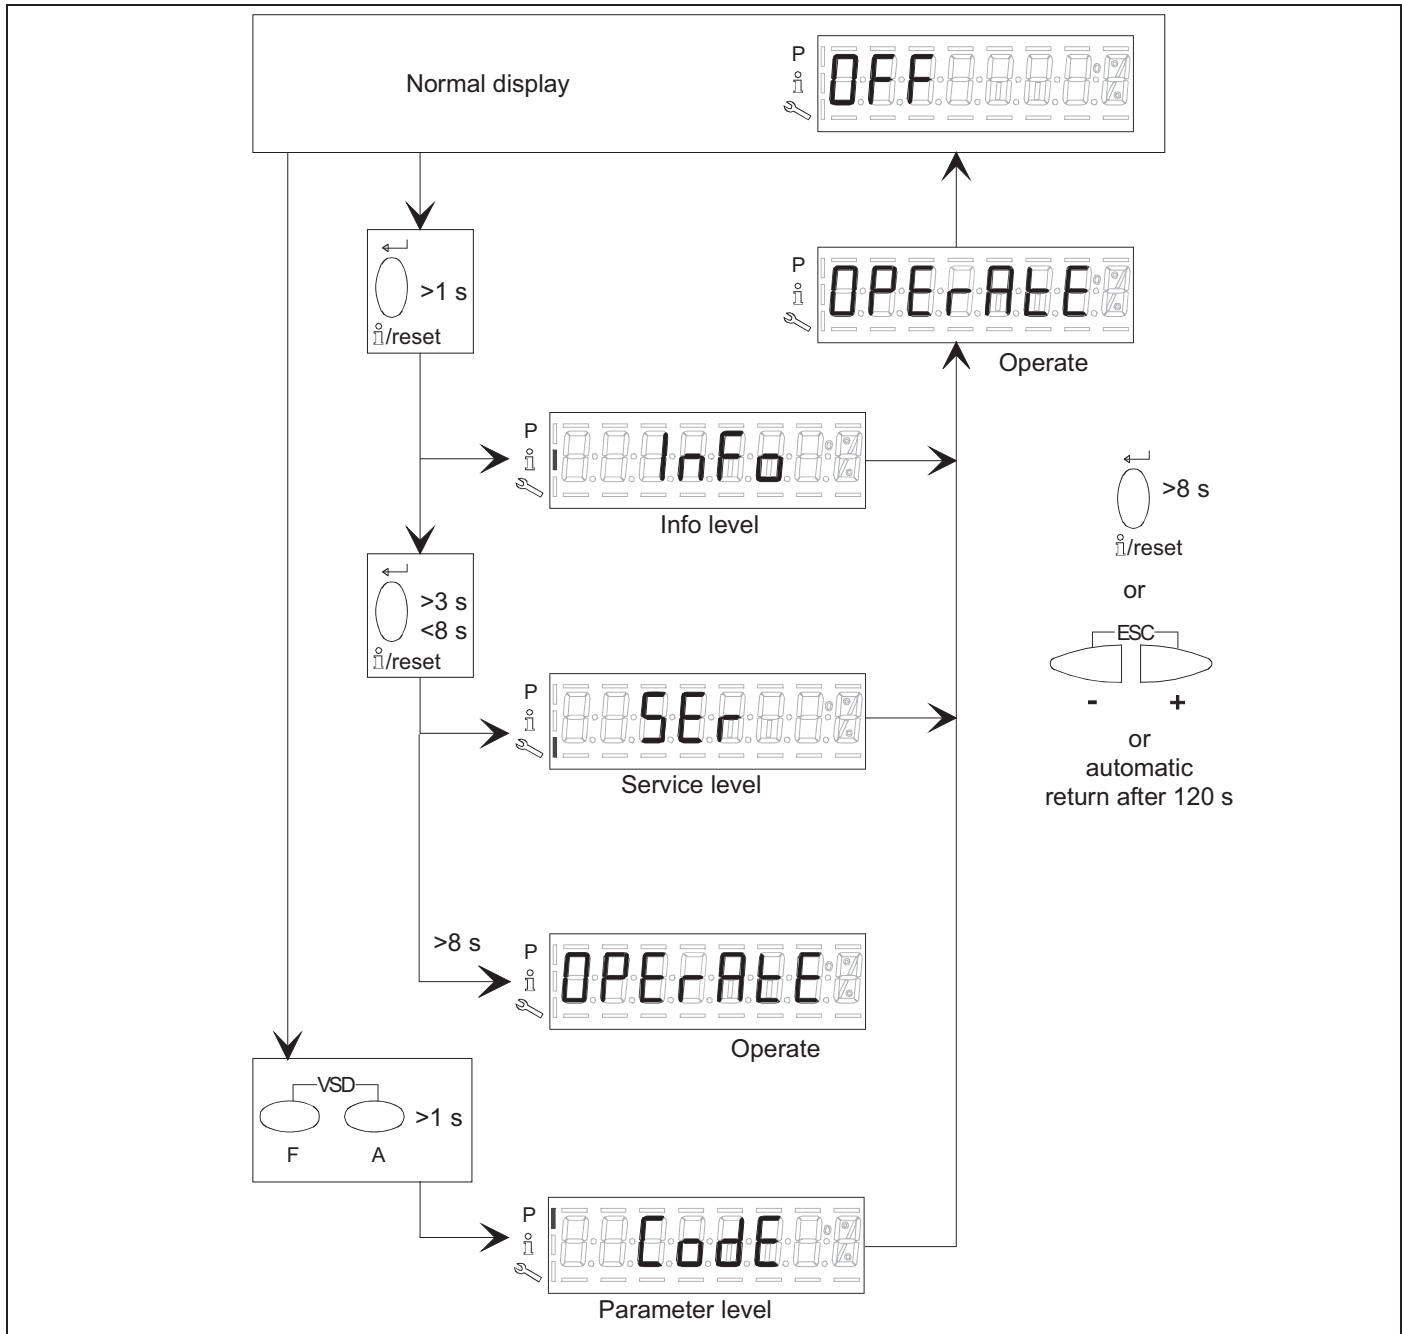 Normal display
P
i
OFF
>1 s
i/reset
P
i
OPErAtE
Operate
P
i
InFo
Info level
>8 s
i/reset
or
ESC
- +
or
automatic
return after 120 s
>3 s
<8 s
i/reset
P
i
SEr
Service level
>8 s
P
i
OPErAtE
Operate
VSD
>1 s
F A
P
i
CodE
Parameter level